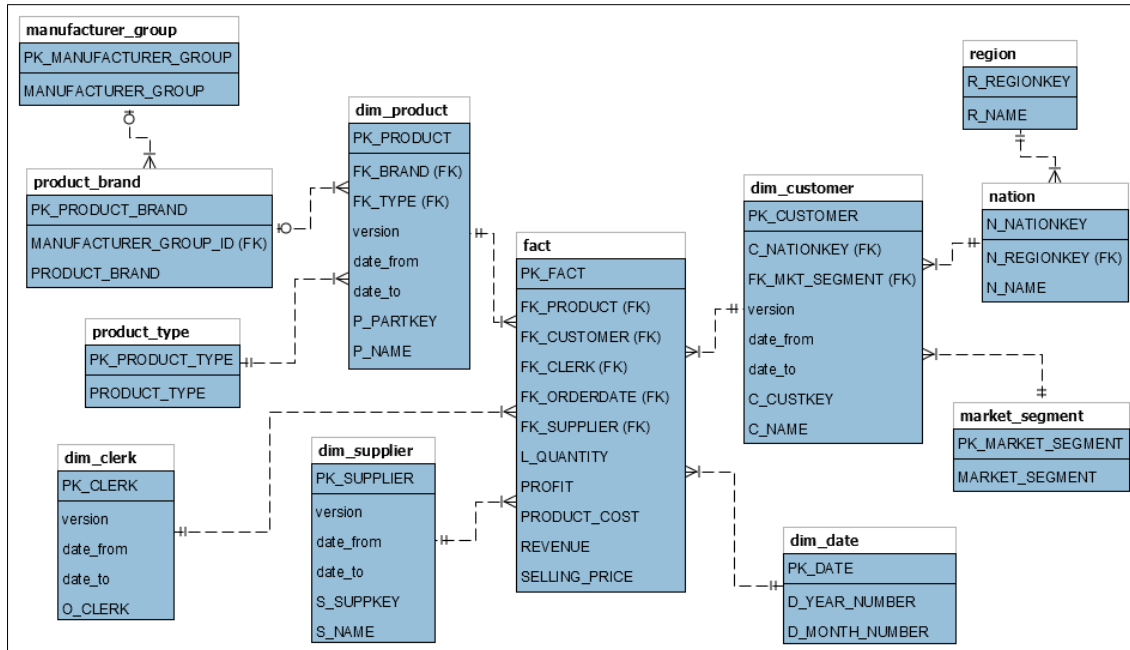 manufacturer_group
PK_MANUFACTURER_GROUP
MANUFACTURER_GROUP
product_brand
PK_PRODUCT_BRAND
MANUFACTURER_GROUP_ID (FK)
PRODUCT_BRAND
product_type
PK_PRODUCT_TYPE
PRODUCT_TYPE
dim_product
PK_PRODUCT
FK_BRAND (FK)
FK_TYPE (FK)
version
date_from
date_to
P_PARTKEY
P_NAME
dim_clerk
PK_CLERK
version
date_from
date_to
O_CLERK
dim_supplier
PK_SUPPLIER
version
date_from
date_to
S_SUPPKEY
S_NAME
fact
PK_FACT
FK_PRODUCT (FK)
FK_CUSTOMER (FK)
FK_CLERK (FK)
FK_ORDERDATE (FK)
FK_SUPPLIER (FK)
L_QUANTITY
PROFIT
PRODUCT_COST
REVENUE
SELLING_PRICE
dim_customer
PK_CUSTOMER
C_NATIONKEY (FK)
FK_MKT_SEGMENT (FK)
version
date_from
date_to
C_CUSTKEY
C_NAME
region
R_REGIONKEY
R_NAME
nation
N_NATIONKEY
N_REGIONKEY (FK)
N_NAME
market_segment
PK_MARKET_SEGMENT
MARKET_SEGMENT
dim_date
PK_DATE
D_YEAR_NUMBER
D_MONTH_NUMBER